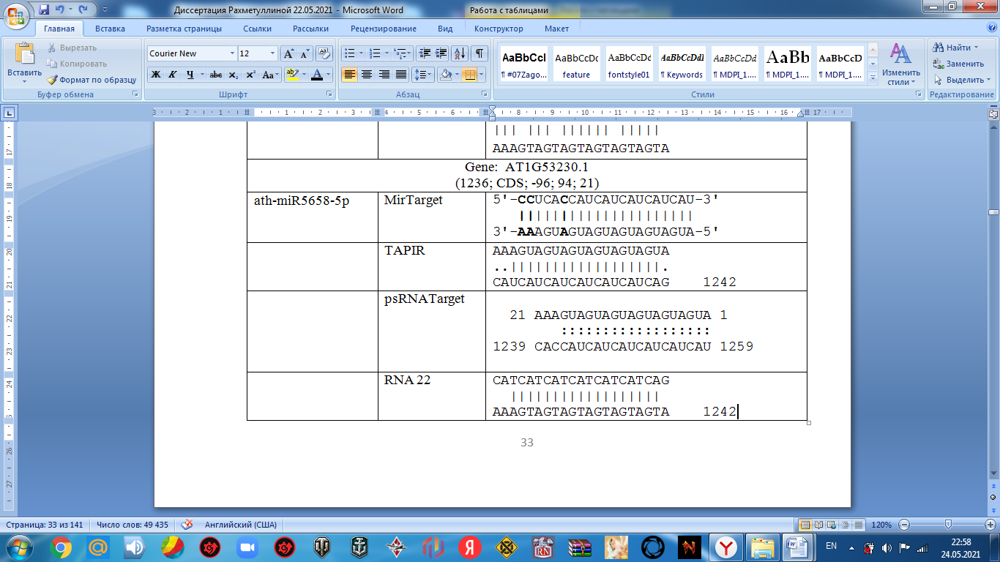 Диссертация Рахметуллиной 22.05.2021 - Microsoft Word
Работа с таблицами
Главная Вставка Разметка страницы Ссылки Рассылки Рецензирование Вид Конструктор Макет
Вставить
Вырезать
Копировать
Формат по образцу
Буфер обмена
Courier New 12
Ж К Ч abc x₂ x² Aa
Шрифт
Абзац
AaBbCcI AaBbCcDc AaBbCcDd AaBbCcDdI AaBbCcDd AaBb AaBbCcD
¶ #07Zago... feature fontstyle01 ¶ Keywords ¶ MDPI_1.... ¶ MDPI_1.... ¶ MDPI_1....
Стили
Изменить
стили
Найти
Заменить
Выделить
Редактирование
3 2 1 1 2 3 4 5 6 8 9 10 11 12 13 14 15 16 17
||| ||| |||||| |||||
AAAGTAGTAGTAGTAGTAGTA
Gene: AT1G53230.1
(1236; CDS; -96; 94; 21)
ath-miR5658-5p
MirTarget
5'-CCUCACCAUCAUCAUCAUCAU-3'
|||||||||||||||||||||
3'-AAAGUAGUAGUAGUAGUAGUA-5'
TAPIR
AAAGUAGUAGUAGUAGUAGUA
..||||||||||||||||||.
CAUCAUCAUCAUCAUCAUCAG 1242
psRNATarget
21 AAAGUAGUAGUAGUAGUAGUA 1
::::::::::::::::::
1239 CACCAUCAUCAUCAUCAUCAU 1259
RNA 22
CATCATCATCATCATCATCAG
||||||||||||||||||
AAAGTAGTAGTAGTAGTAGTA 1242
33
Страница: 33 из 141 Число слов: 49 435 Английский (США) 120%
EN 22:58
24.05.2021